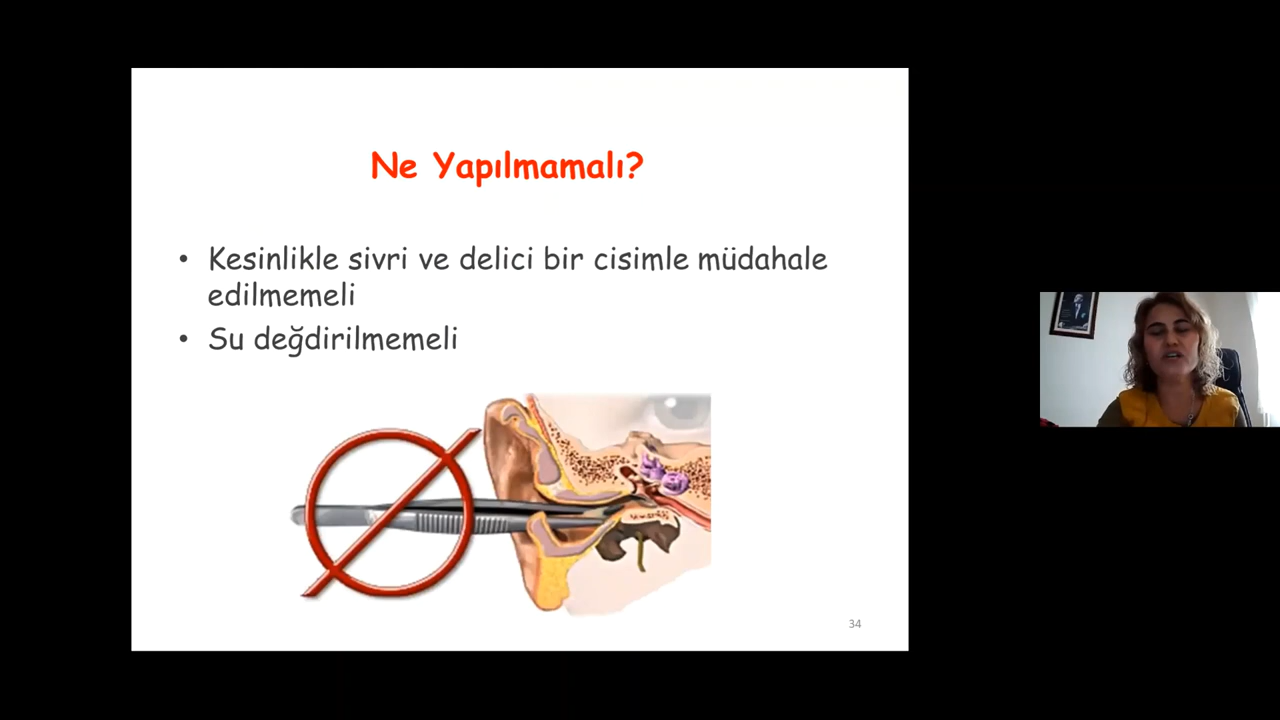 Ne Yapılmamalı?
• Kesinlikle sivri ve delici bir cisimle müdahale
edilmemeli
• Su değdirilmemeli
34